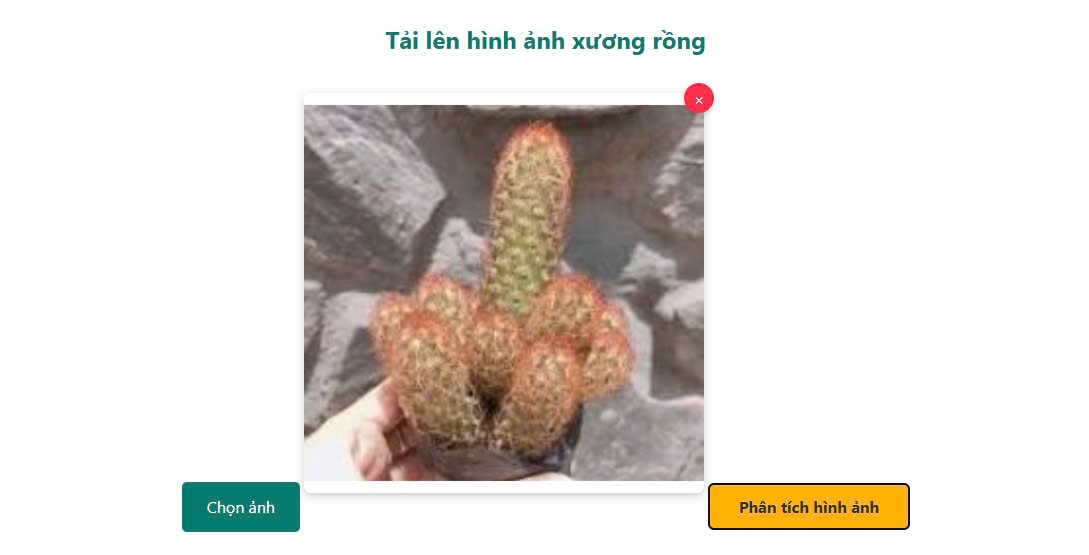 Tải lên hình ảnh xương rồng
×
Chọn ảnh
Phân tích hình ảnh